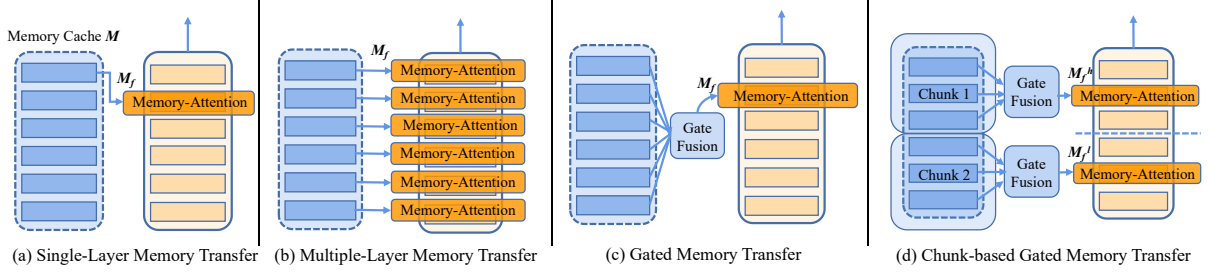 Memory Cache M
M_f
Memory-Attention
(a) Single-Layer Memory Transfer
M_f
Memory-Attention
Memory-Attention
Memory-Attention
Memory-Attention
Memory-Attention
Memory-Attention
(b) Multiple-Layer Memory Transfer
M_f
Memory-Attention
Gate
Fusion
(c) Gated Memory Transfer
Chunk 1
Gate
Fusion
M_f^h
Memory-Attention
Chunk 2
Gate
Fusion
M_f^l
Memory-Attention
(d) Chunk-based Gated Memory Transfer